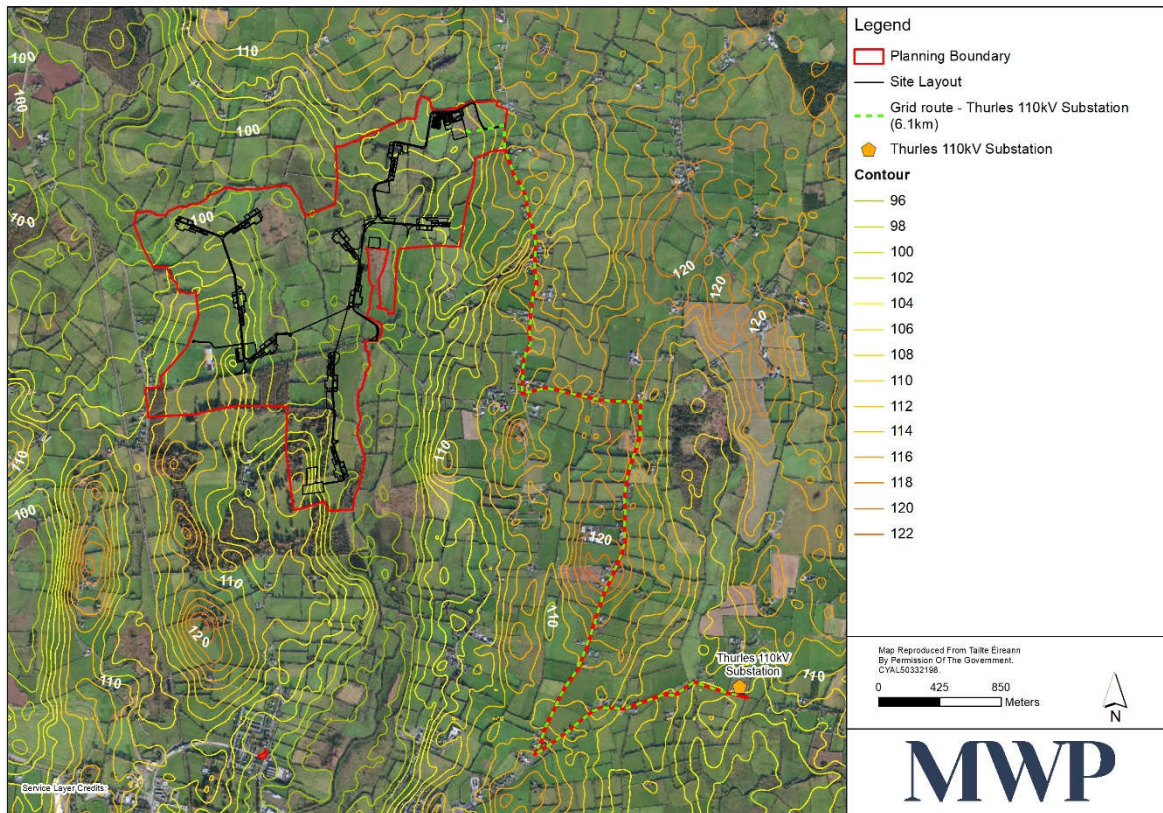 110
100
100
100
100
100
120
120
120
110
110
100
120
110
110
120
110
110
Thurles 110kV
Substation
Service Layer Credits:
Legend
Planning Boundary
Site Layout
Grid route - Thurles 110kV Substation
(6.1km)
Thurles 110kV Substation
Contour
96
98
100
102
104
106
108
110
112
114
116
118
120
122
Map Reproduced From Tailte Éireann
By Permission Of The Government.
CYAL50332198.
0 425 850
Meters
N
MWP